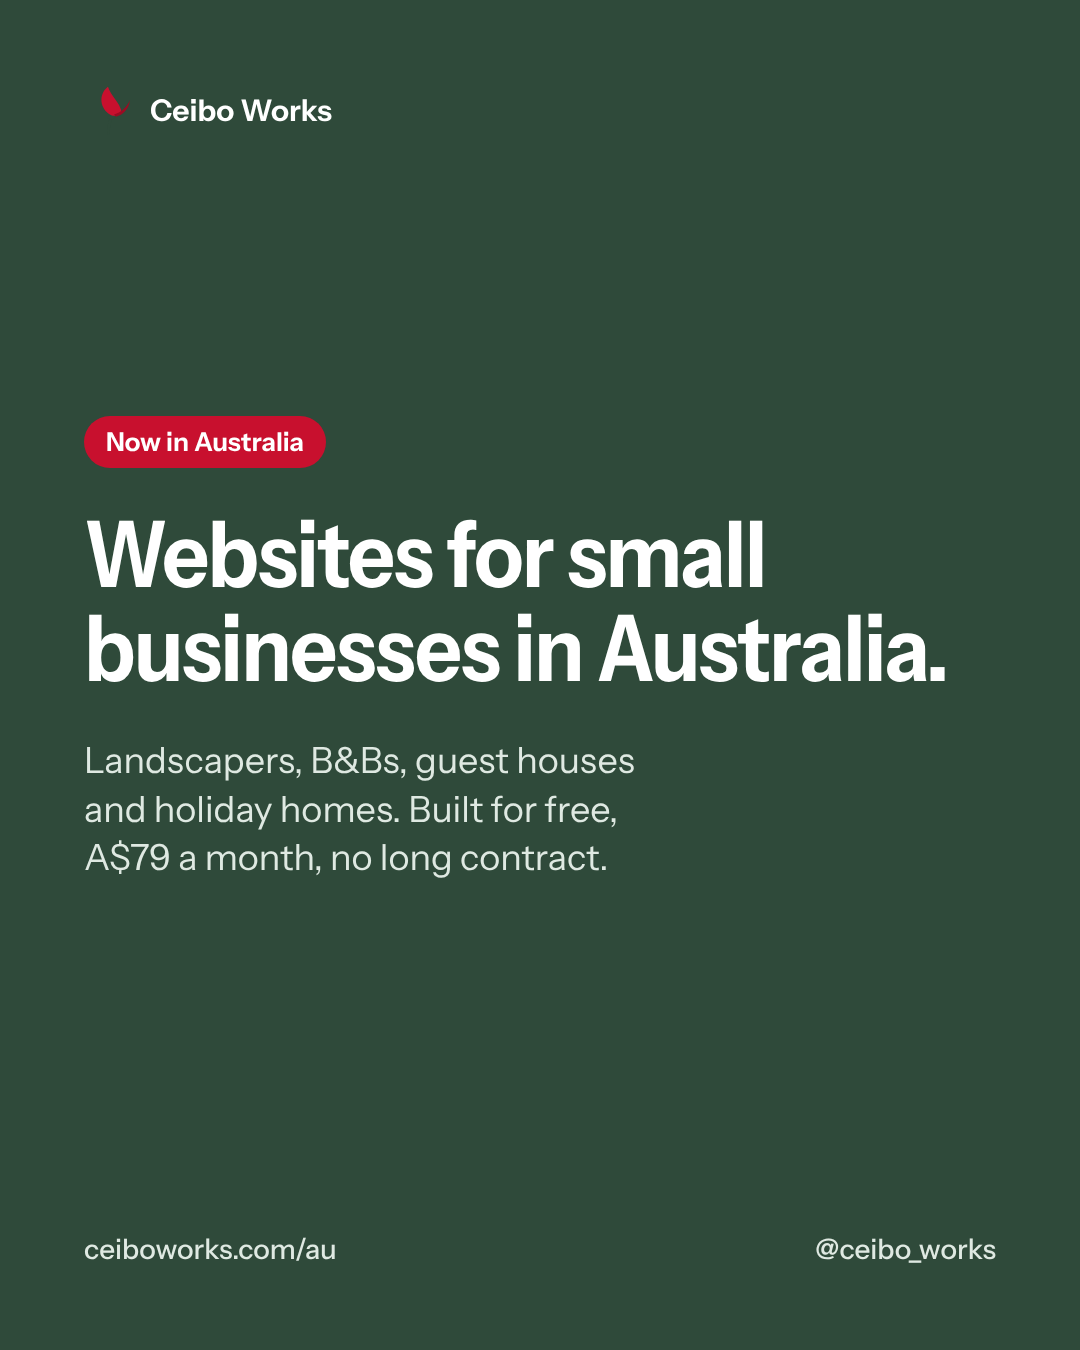 Ceibo Works
Now in Australia
Websites for small
businesses in Australia.
Landscapers, B&Bs, guest houses
and holiday homes. Built for free,
A$79 a month, no long contract.
ceiboworks.com/au
@ceibo_works